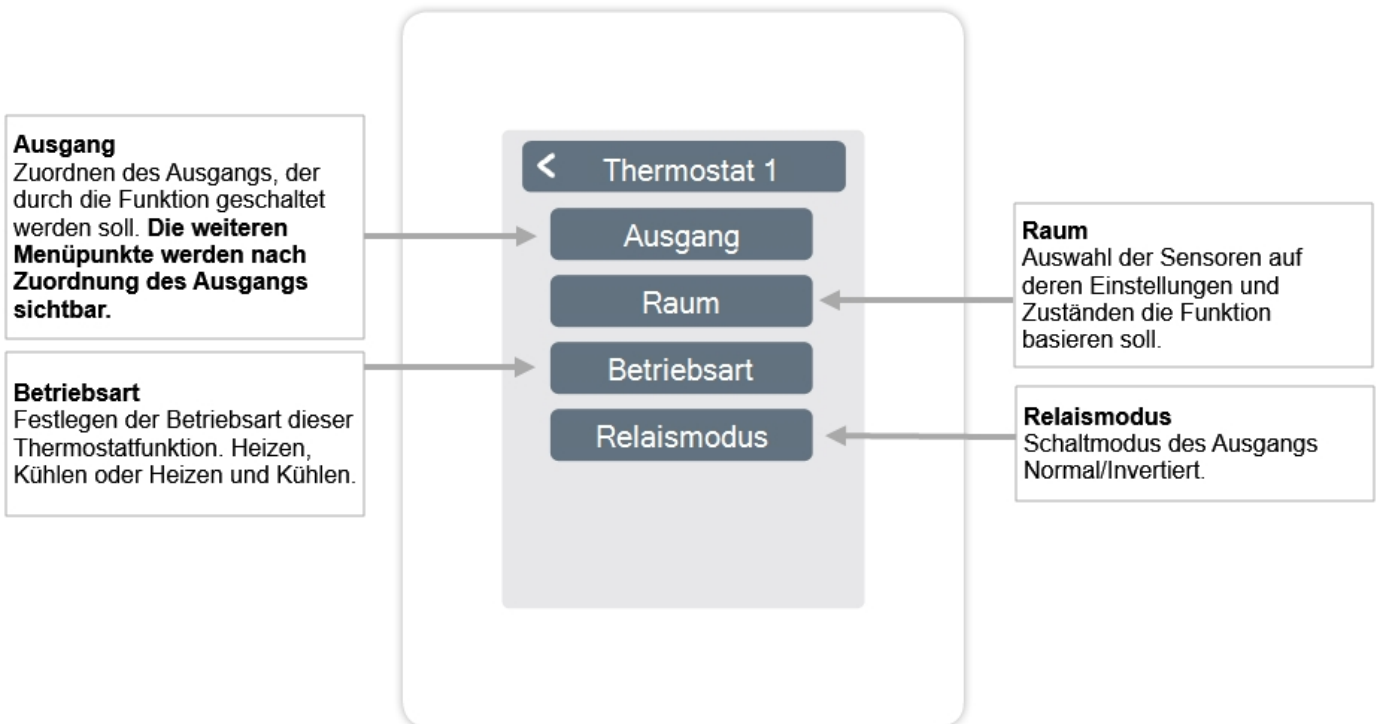 Ausgang
Zuordnen des Ausgangs, der
durch die Funktion geschaltet
werden soll. Die weiteren
Menüpunkte werden nach
Zuordnung des Ausgangs
sichtbar.
Betriebsart
Festlegen der Betriebsart dieser
Thermostatfunktion. Heizen,
Kühlen oder Heizen und Kühlen.
< Thermostat 1
Ausgang
Raum
Betriebsart
Relaismodus
Raum
Auswahl der Sensoren auf
deren Einstellungen und
Zuständen die Funktion
basieren soll.
Relaismodus
Schaltmodus des Ausgangs
Normal/Invertiert.